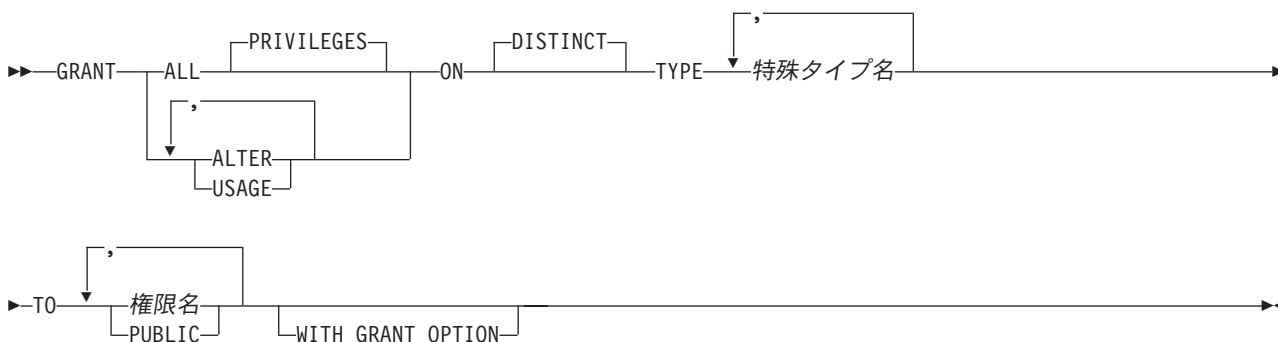 PRIVILEGES DISTINCT ,
GRANT ALL ON TYPE 特殊タイプ名
,
ALTER
USAGE
,
TO 権限名
PUBLIC WITH GRANT OPTION